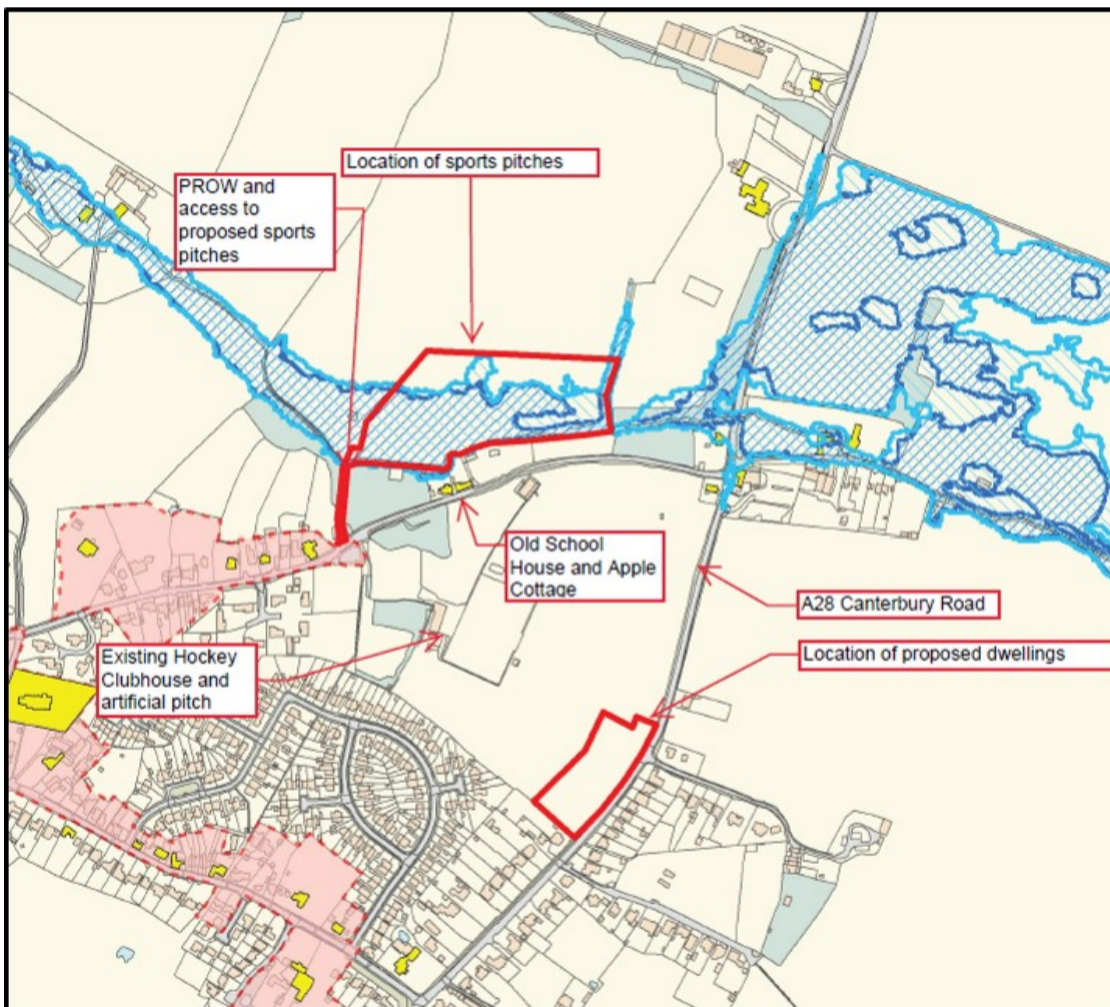 Location of sports pitches
PROW and
access to
proposed sports
pitches
Old School
House and Apple
Cottage
A28 Canterbury Road
Location of proposed dwellings
Existing Hockey
Clubhouse and
artificial pitch